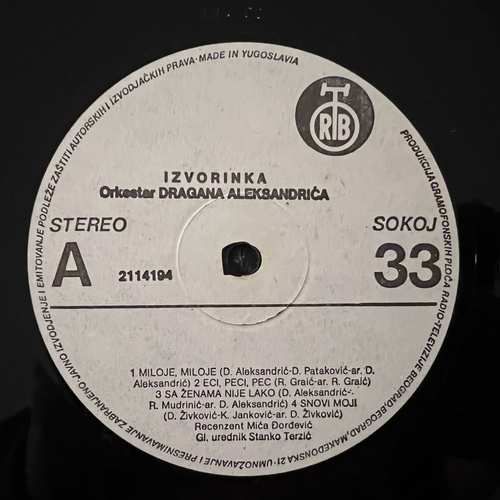 PRODUKCIJA GRAMOFONSKIH PLOČA RADIO-TELEVIZIJE BEOGRAD, BEOGRAD, MAKEDONSKA 21 · UMNOŽAVANJE I PRESNIMAVANJE ZABRANJENO · JAVNO IZVODJENJE I EMITOVANJE PODLEŽE ZAŠTITI AUTORSKIH I IZVODJAČKIH PRAVA · MADE IN YUGOSLAVIA
RTB
IZVORINKA
Orkestar DRAGANA ALEKSANDRIĆA
STEREO
SOKOJ
A
33
2114194
1 MILOJE, MILOJE (D. Aleksandrić-D. Pataković-ar. D.
Aleksandrić) 2 ECI, PECI, PEC (R. Graić-ar. R. Graić)
3 SA ŽENAMA NIJE LAKO (D. Aleksandrić-
R. Mudrinić-ar. D. Aleksandrić) 4 SNOVI MOJI
(D. Živković-K. Janković-ar. D. Živković)
Recenzent Mića Đorđević
Gl. urednik Stanko Terzić